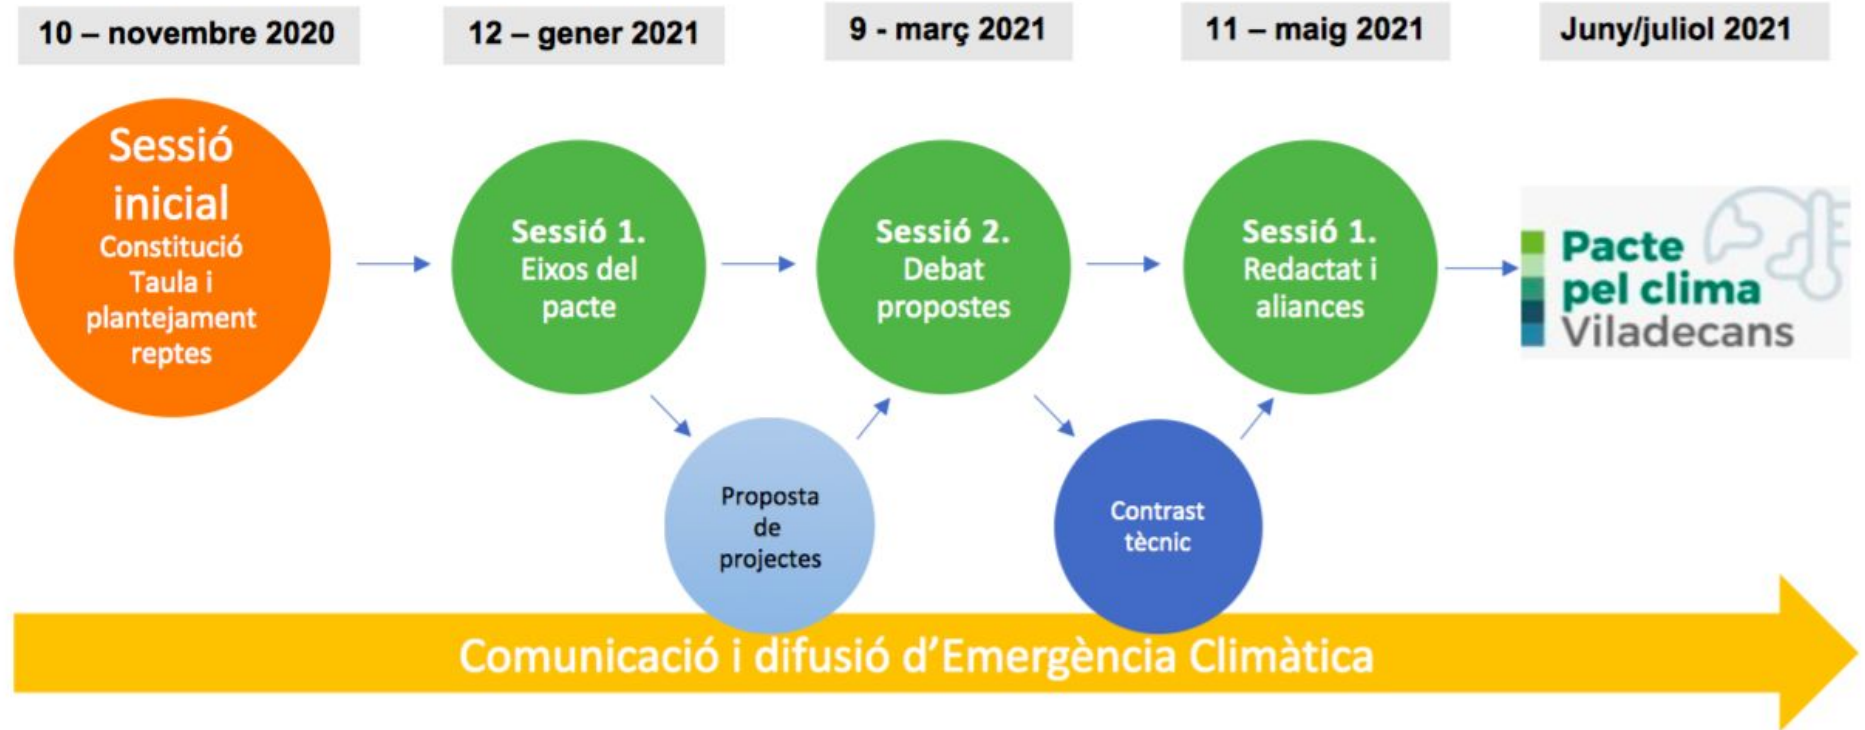 10 – novembre 2020
12 – gener 2021
9 - març 2021
11 – maig 2021
Juny/juliol 2021
Sessió
inicial
Constitució
Taula i
plantejament
reptes
Sessió 1.
Eixos del
pacte
Sessió 2.
Debat
propostes
Sessió 1.
Redactat i
aliances
Pacte
pel clima
Viladecans
Proposta
de
projectes
Contrast
tècnic
Comunicació i difusió d’Emergència Climàtica